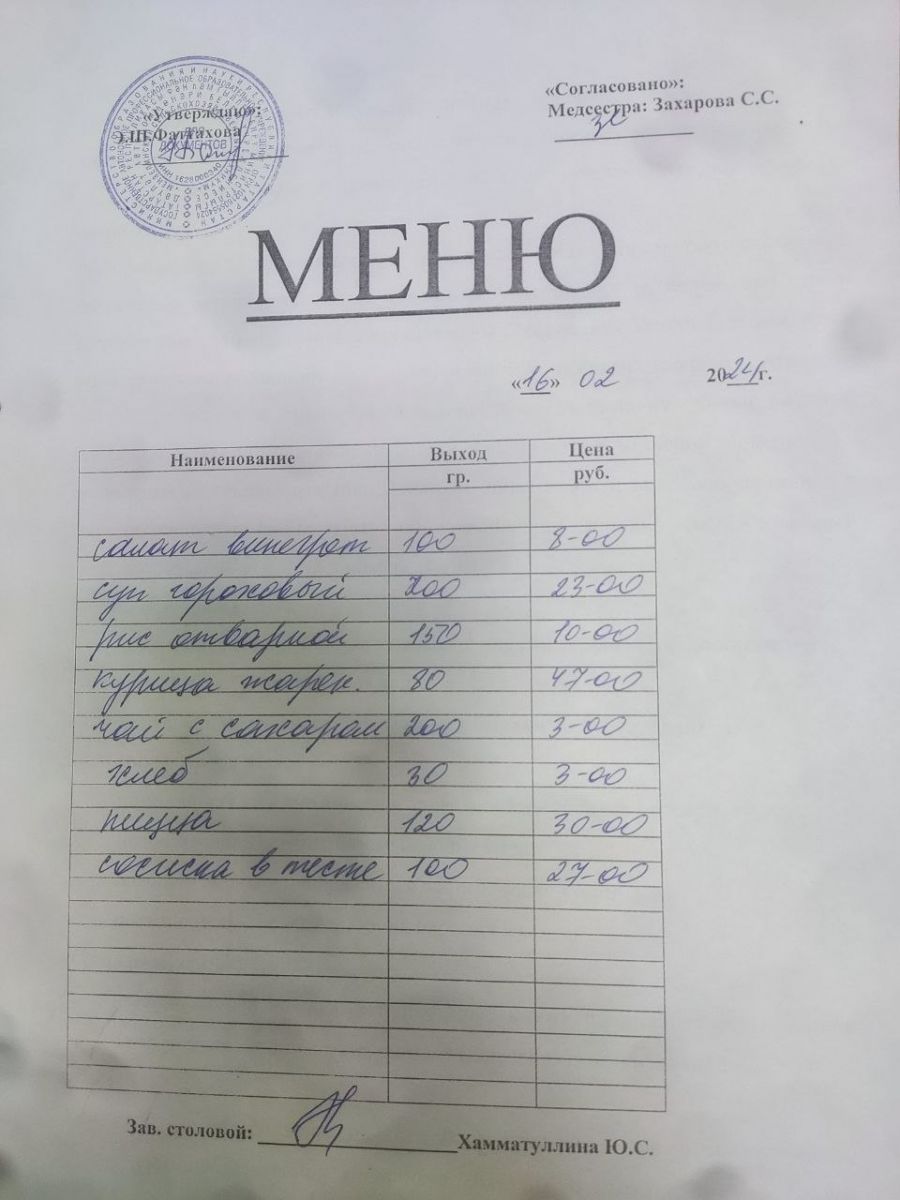 «Согласовано»:
Медсестра: Захарова С.С.
«Утверждаю»:
Э.Ш.Фаттахова
ДЛЯ
ДОКУМЕНТОВ
МЕНЮ
«16» 02 2024г.
Наименование Выход Цена
гр. руб.
салат винегрет 100 8-00
суп гороховый 200 23-00
рис отварной 150 10-00
курица жарен. 80 47-00
чай с сахаром 200 3-00
хлеб 30 3-00
пицца 120 30-00
сосиска в тесте 100 27-00
Зав. столовой: Хамматуллина Ю.С.